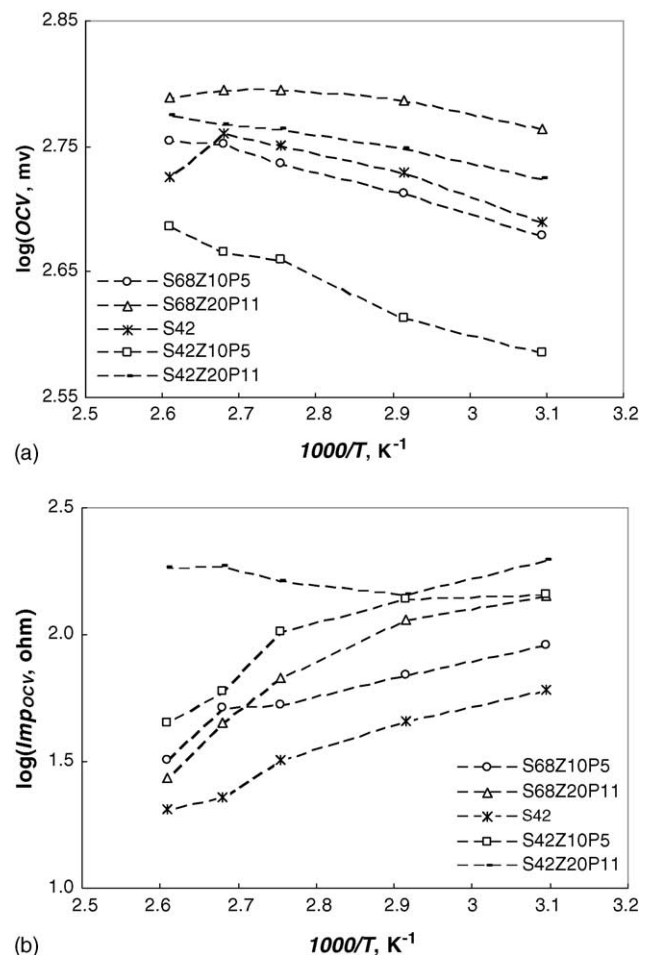 2.85
2.75
2.65
2.55
log(OCV, mv)
S68Z10P5
S68Z20P11
S42
S42Z10P5
S42Z20P11
2.5 2.6 2.7 2.8 2.9 3 3.1 3.2
(a) 1000/T, K⁻¹
2.5
2.0
1.5
1.0
log(Imp_OCV, ohm)
S68Z10P5
S68Z20P11
S42
S42Z10P5
S42Z20P11
2.5 2.6 2.7 2.8 2.9 3 3.1 3.2
(b) 1000/T, K⁻¹